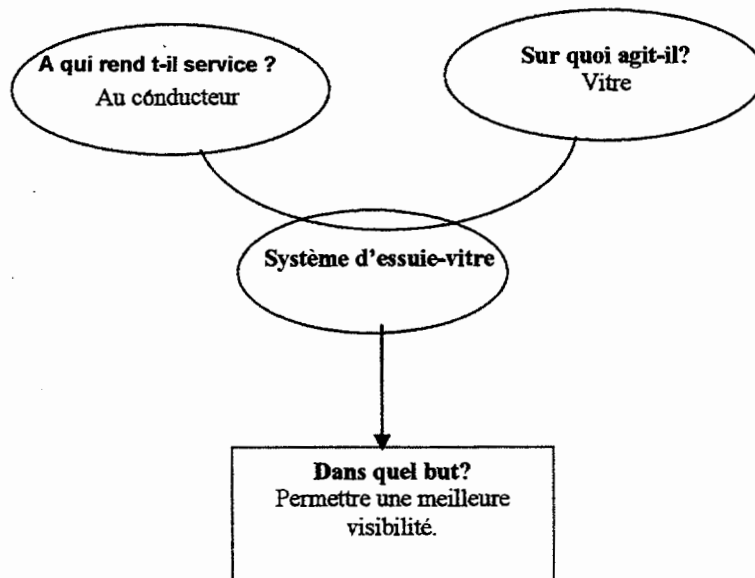 A qui rend t-il service ?
Au conducteur
Sur quoi agit-il?
Vitre
Système d'essuie-vitre
Dans quel but?
Permettre une meilleure
visibilité.